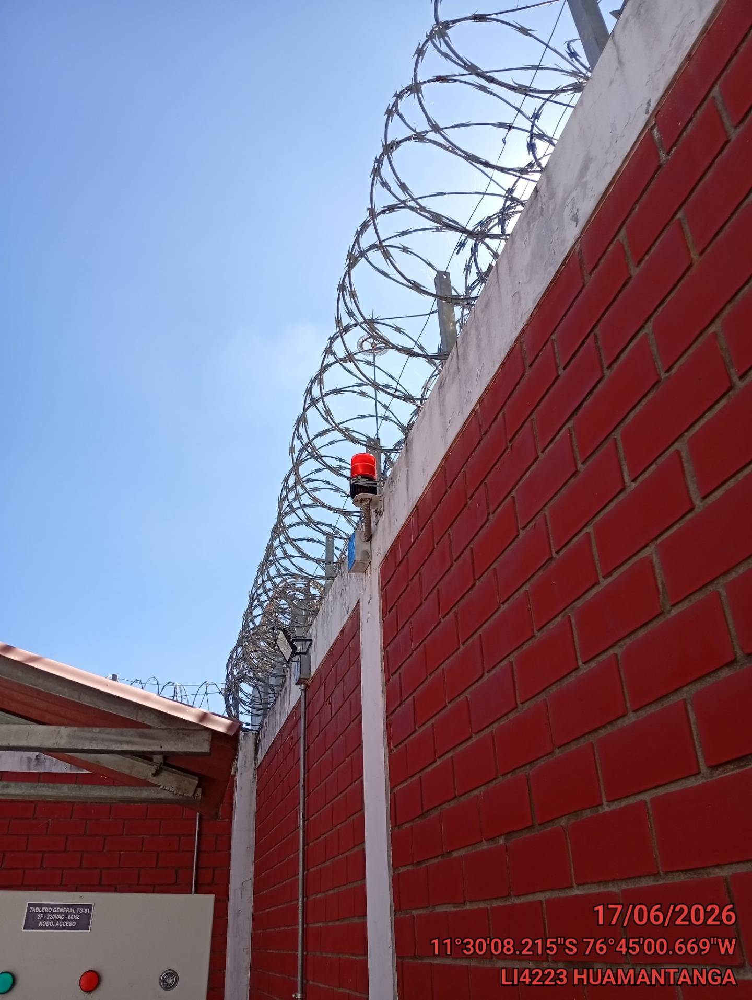 TABLERO GENERAL TG-01
2F - 220VAC - 60HZ
NODO: ACCESO
17/06/2026
11°30'08.215"S 76°45'00.669"W
LI4223 HUAMANTANGA